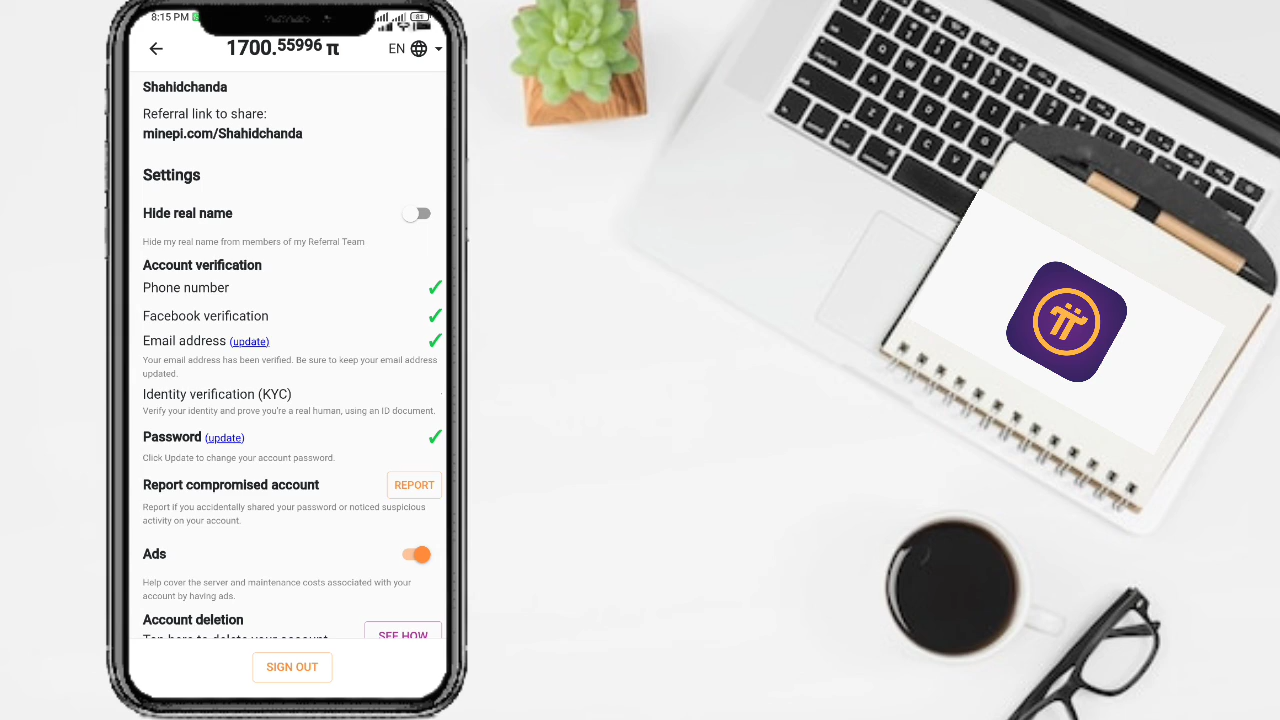 8:15 PM
81
1700.55996 π
EN
Shahidchanda
Referral link to share:
minepi.com/Shahidchanda
Settings
Hide real name
Hide my real name from members of my Referral Team
Account verification
Phone number
Facebook verification
Email address (update)
Your email address has been verified. Be sure to keep your email address
updated.
Identity verification (KYC)
Verify your identity and prove you're a real human, using an ID document.
Password (update)
Click Update to change your account password.
Report compromised account
REPORT
Report if you accidentally shared your password or noticed suspicious
activity on your account.
Ads
Help cover the server and maintenance costs associated with your
account by having ads.
Account deletion
SEE HOW
Tap here to delete your account
SIGN OUT